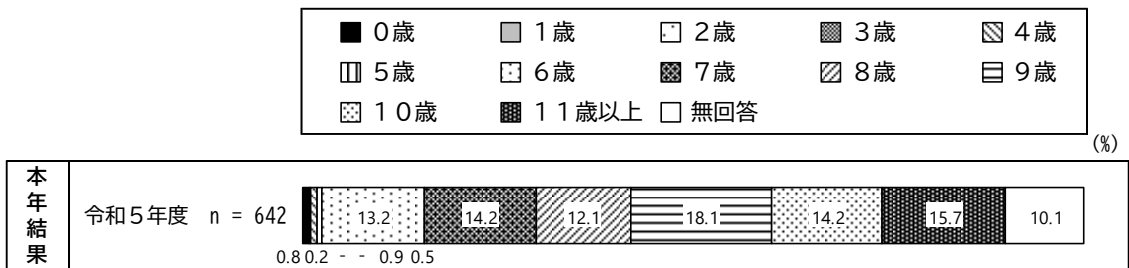 ０歳 １歳 ２歳 ３歳 ４歳
５歳 ６歳 ７歳 ８歳 ９歳
１０歳 １１歳以上 無回答
(%)
本年結果
令和５年度 n = 642 13.2 14.2 12.1 18.1 14.2 15.7 10.1
0.8 0.2 - - 0.9 0.5